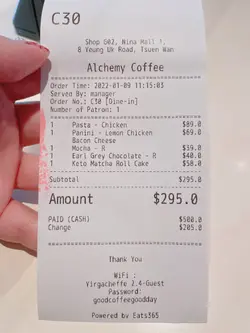 C30
Shop 502, Nina Mall 1,
8 Yeung Uk Road, Tsuen Wan
Alchemy Coffee
Order Time: 2022-01-09 11:15:03
Served By: manager
Order No.: C30 [Dine-in]
Number of Patron: 1
1 Pasta - Chicken $89.0
1 Panini - Lemon Chicken $69.0
Bacon Cheese
1 Mocha - R $39.0
1 Earl Grey Chocolate - R $40.0
1 Keto Matcha Roll Cake $58.0
Subtotal $295.0
Amount $295.0
PAID (CASH) $500.0
Change $205.0
Thank You
WiFi :
Yirgacheffe 2.4-Guest
Password:
goodcoffeegoodday
Powered by Eats365